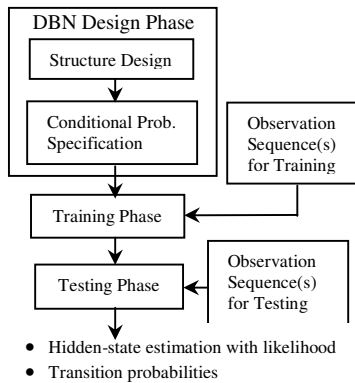 DBN Design Phase
Structure Design
Conditional Prob.
Specification
Observation
Sequence(s)
for Training
Training Phase
Testing Phase
Observation
Sequence(s)
for Testing
• Hidden-state estimation with likelihood
• Transition probabilities